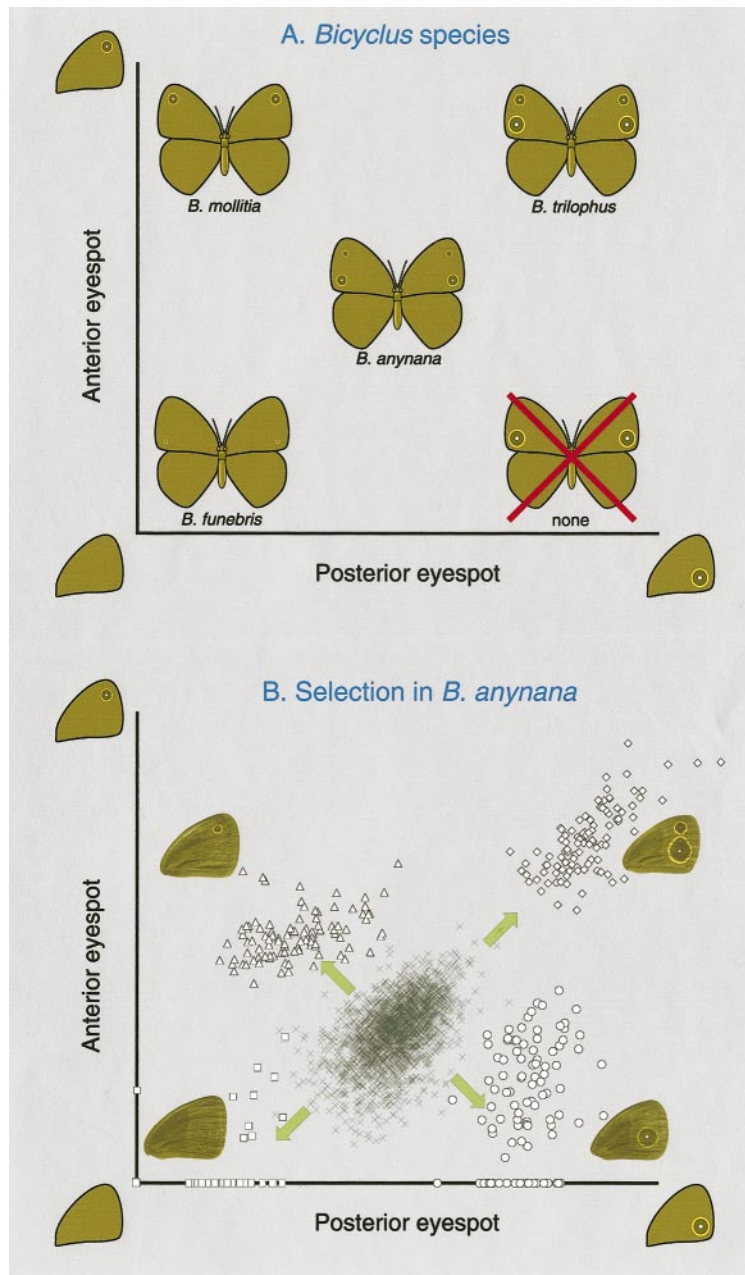 A. Bicyclus species
B. mollitia
B. trilophus
Anterior eyespot
B. anynana
B. funebris
none
Posterior eyespot
B. Selection in B. anynana
Anterior eyespot
Posterior eyespot